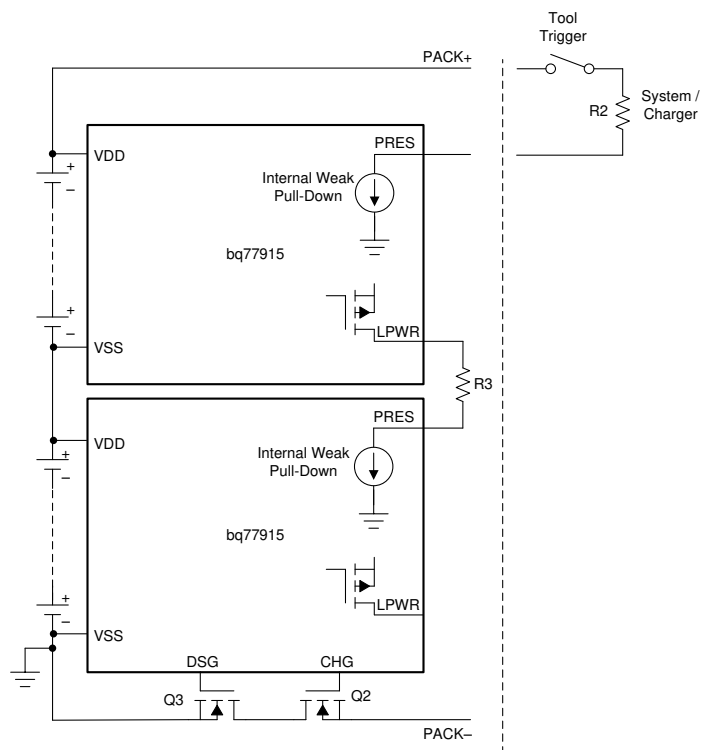 Tool
Trigger
PACK+
R2
System /
Charger
VDD
PRES
+
–
Internal Weak
Pull-Down
bq77915
+
–
LPWR
VSS
R3
PRES
VDD
+
–
Internal Weak
Pull-Down
bq77915
+
–
LPWR
VSS
DSG
CHG
Q3
Q2
PACK–